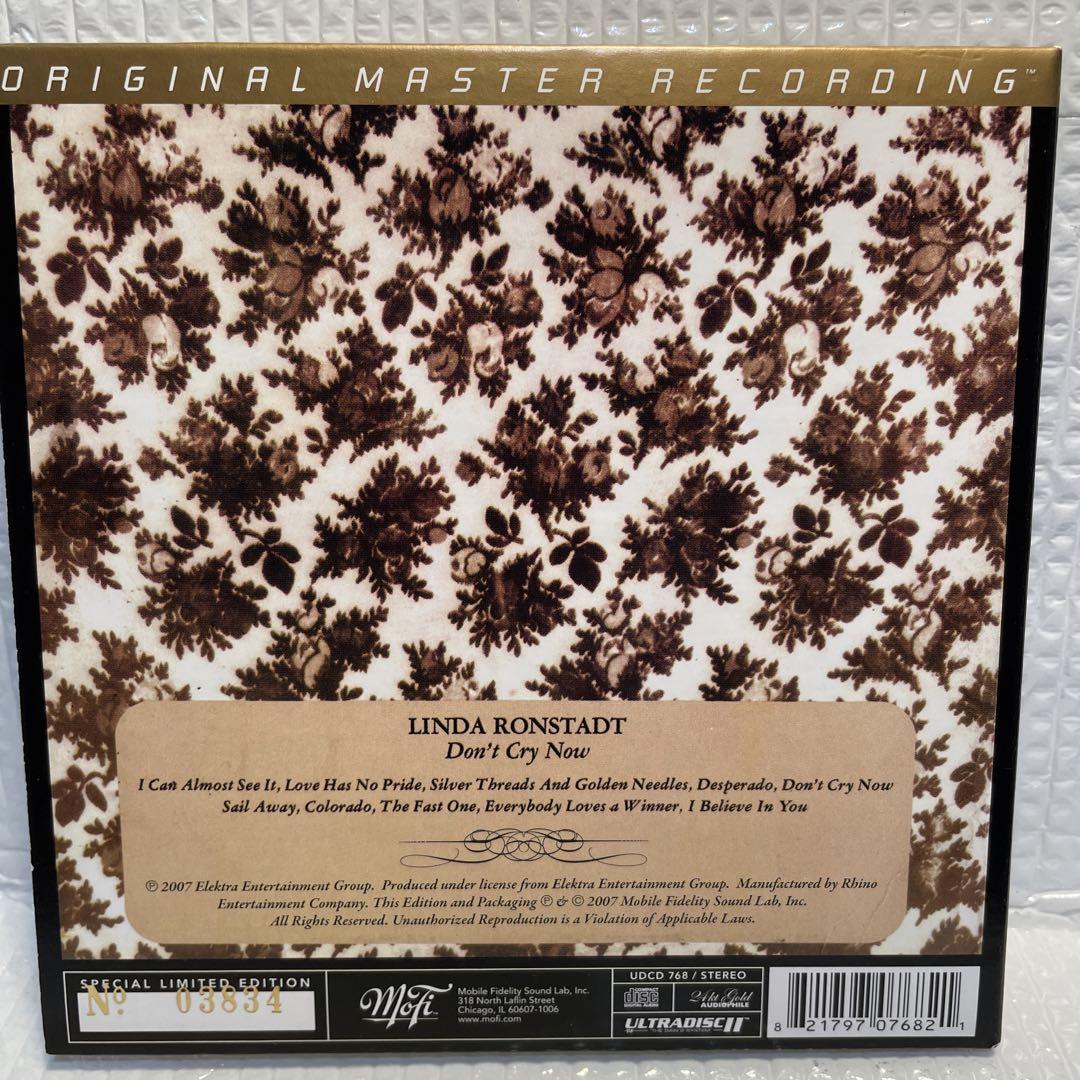 ORIGINAL MASTER RECORDING™
LINDA RONSTADT
Don't Cry Now
I Can Almost See It, Love Has No Pride, Silver Threads And Golden Needles, Desperado, Don't Cry Now
Sail Away, Colorado, The Fast One, Everybody Loves a Winner, I Believe In You
℗ 2007 Elektra Entertainment Group. Produced under license from Elektra Entertainment Group. Manufactured by Rhino
Entertainment Company. This Edition and Packaging ℗ & © 2007 Mobile Fidelity Sound Lab, Inc.
All Rights Reserved. Unauthorized Reproduction is a Violation of Applicable Laws.
SPECIAL LIMITED EDITION
Nº 03834
MoFi
Mobile Fidelity Sound Lab, Inc.
318 North Laflin Street
Chicago, IL 60607-1006
www.mofi.com
UDCD 768 / STEREO
COMPACT
disc
DIGITAL AUDIO
24kt Gold
AUDIOPHILE
ULTRADISC II™
8 21797 07682 1